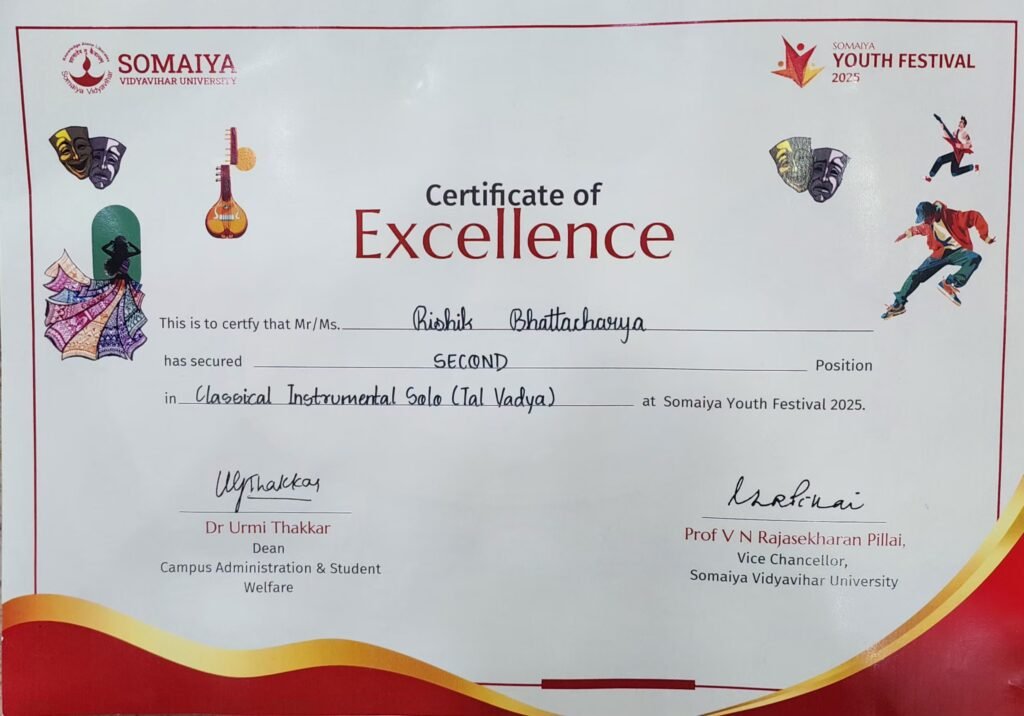 SOMAIYA
VIDYAVIHAR UNIVERSITY
Somaiya Vidyavihar
SOMAIYA
YOUTH FESTIVAL
2025
Certificate of
Excellence
This is to certfy that Mr/Ms. Rishik Bhattacharya
has secured SECOND Position
in Classical Instrumental Solo (Tal Vadya) at Somaiya Youth Festival 2025.
Dr Urmi Thakkar
Dean
Campus Administration & Student
Welfare
Prof V N Rajasekharan Pillai,
Vice Chancellor,
Somaiya Vidyavihar University